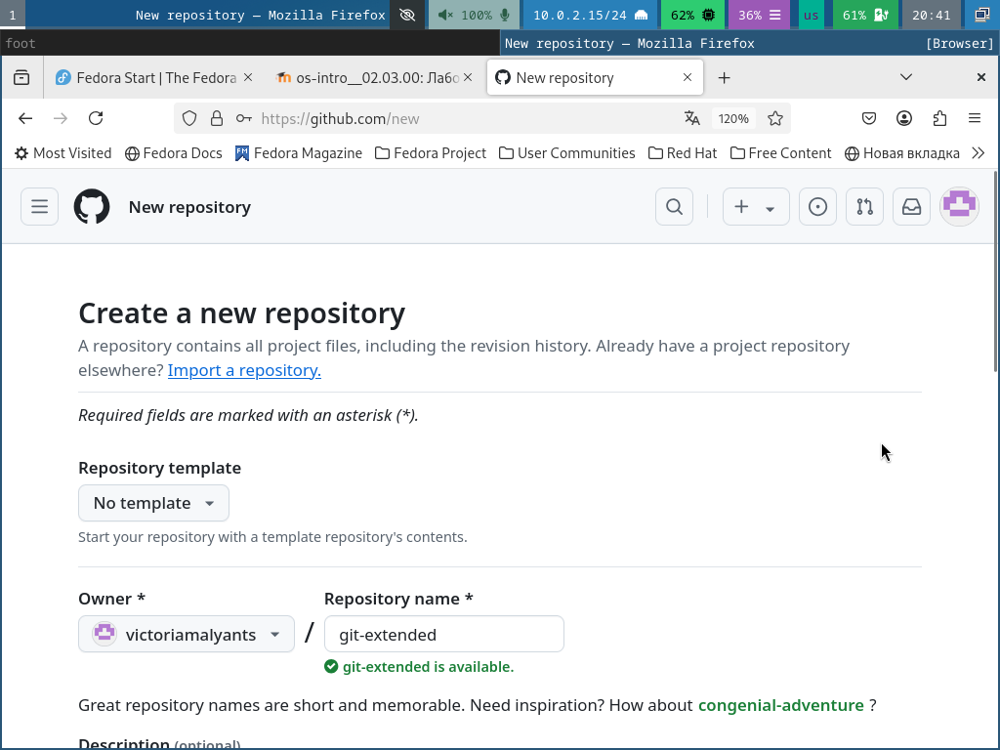 1 New repository — Mozilla Firefox 100% 10.0.2.15/24 62% 36% us 61% 20:41
foot New repository — Mozilla Firefox [Browser]
Fedora Start | The Fedora os-intro__02.03.00: Лабо New repository
https://github.com/new 120%
Most Visited Fedora Docs Fedora Magazine Fedora Project User Communities Red Hat Free Content Новая вкладка
New repository
Create a new repository
A repository contains all project files, including the revision history. Already have a project repository
elsewhere? Import a repository.
Required fields are marked with an asterisk (*).
Repository template
No template
Start your repository with a template repository's contents.
Owner * Repository name *
victoriamalyants / git-extended
git-extended is available.
Great repository names are short and memorable. Need inspiration? How about congenial-adventure ?
Description (optional)